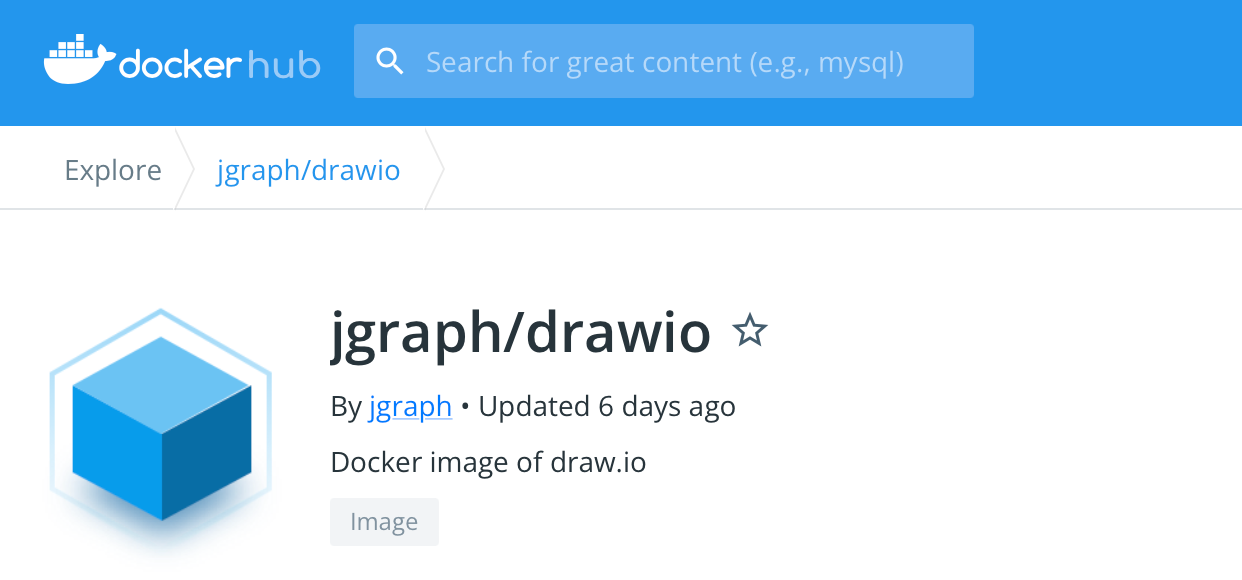 docker hub
Search for great content (e.g., mysql)
Explore
jgraph/drawio
jgraph/drawio
By jgraph • Updated 6 days ago
Docker image of draw.io
Image